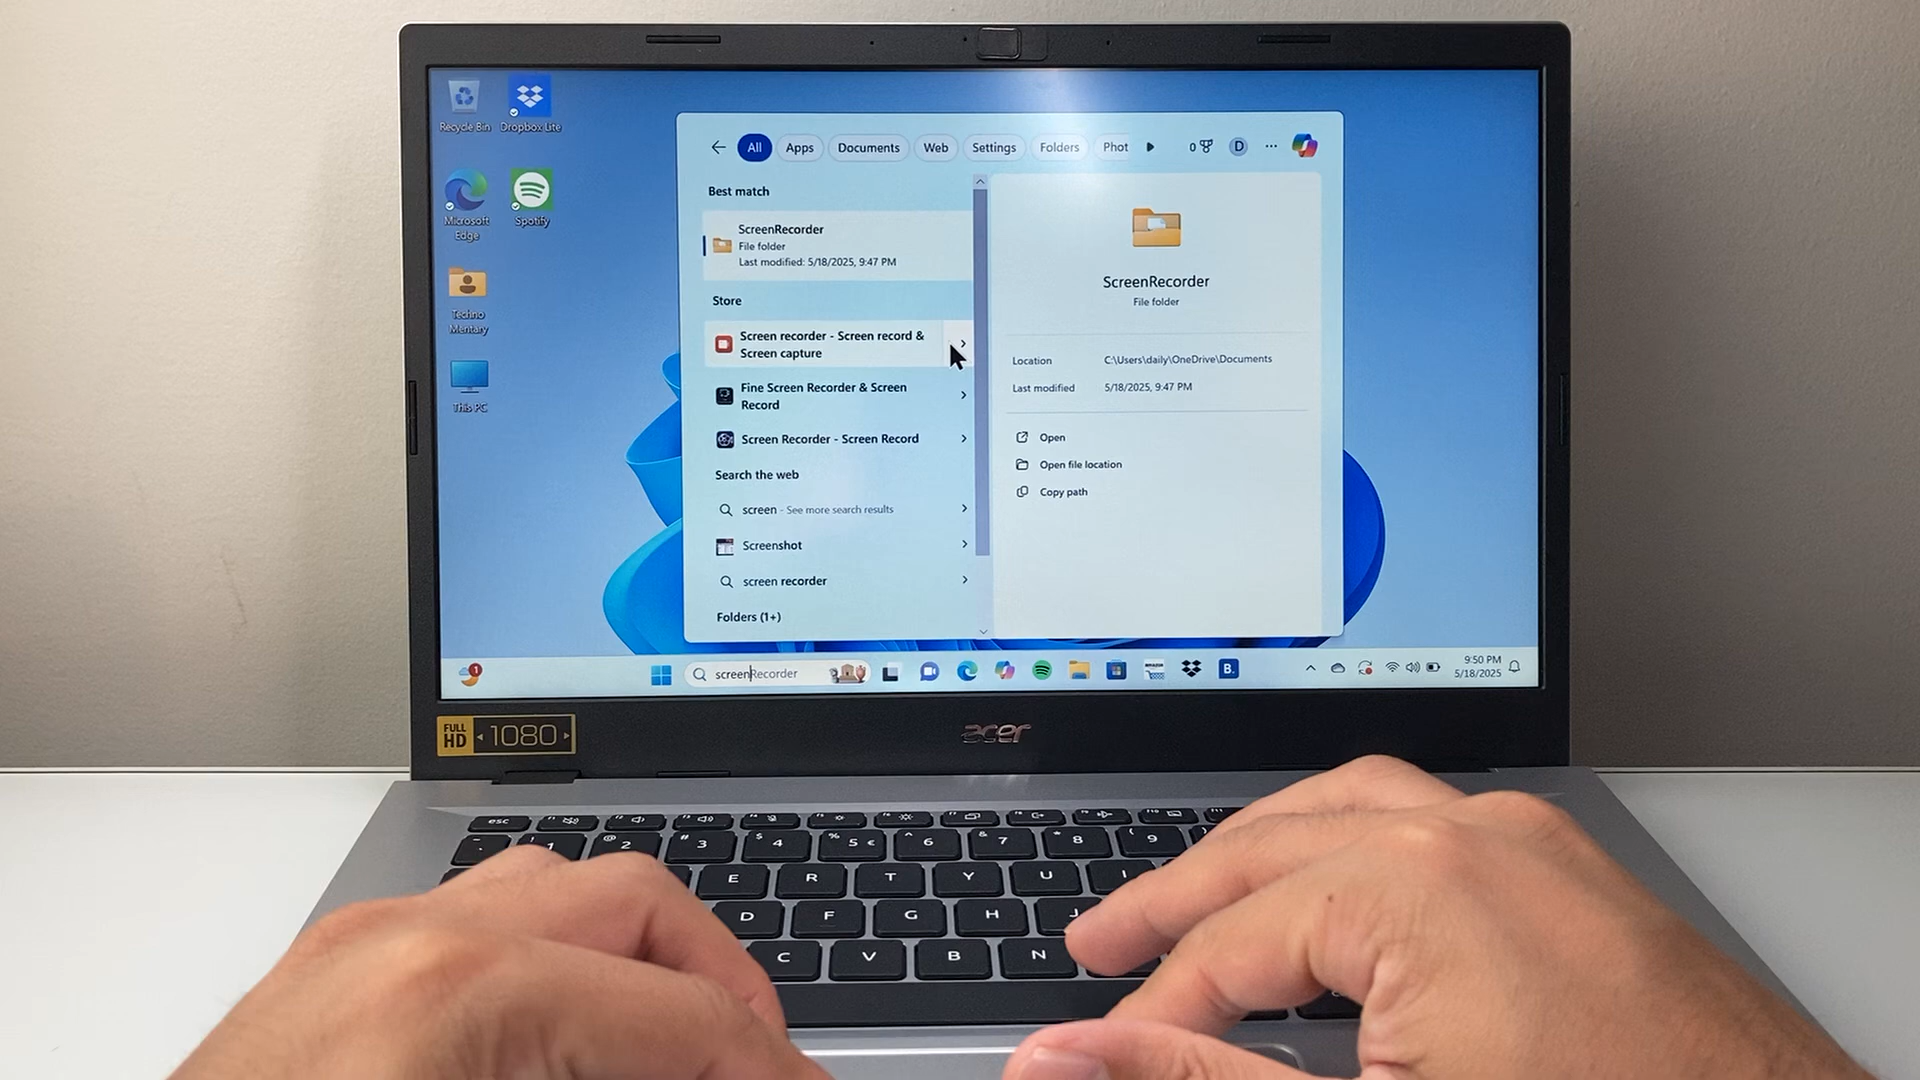 Recycle Bin
Dropbox Lite
Microsoft
Edge
Spotify
Techno
Mentary
This PC
All
Apps
Documents
Web
Settings
Folders
Phot
0
D
Best match
ScreenRecorder
File folder
Last modified: 5/18/2025, 9:47 PM
Store
Screen recorder - Screen record &
Screen capture
Fine Screen Recorder & Screen
Record
Screen Recorder - Screen Record
Search the web
screen - See more search results
Screenshot
screen recorder
Folders (1+)
ScreenRecorder
File folder
Location C:\Users\daily\OneDrive\Documents
Last modified 5/18/2025, 9:47 PM
Open
Open file location
Copy path
1
screenRecorder
amazon
B.
9:50 PM
5/18/2025
FULL
HD
1080
acer
esc
! 1 @ 2 # 3 $ 4 % 5 € ^ 6 & 7 * 8 ( 9
E R T Y U I
D F G H J
C V B N